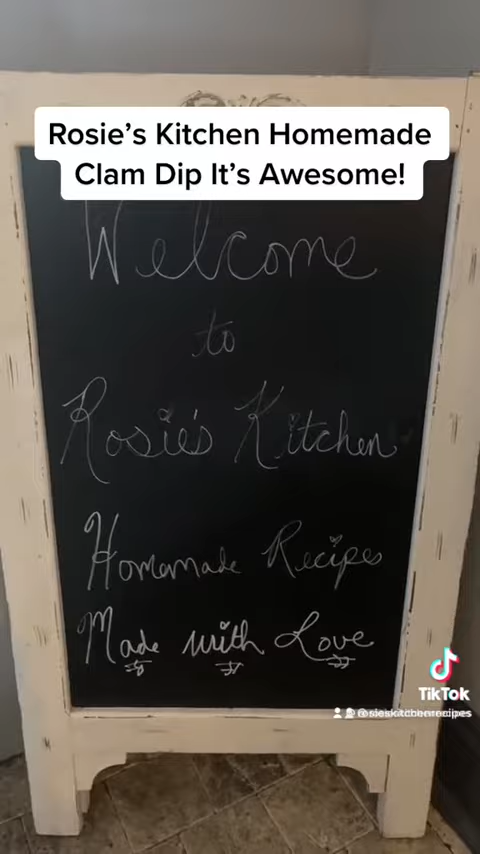 Rosie’s Kitchen Homemade
Clam Dip It’s Awesome!
Welcome
to
Rosie's Kitchen
Homemade Recipes
Made with Love
TikTok